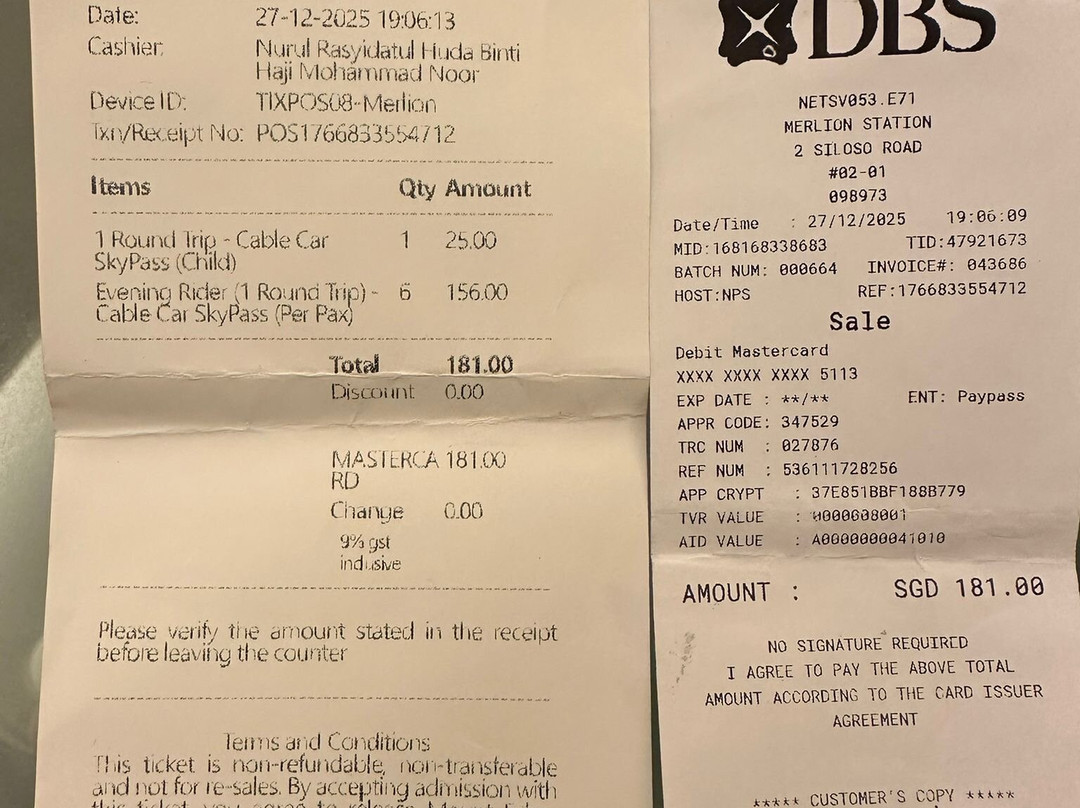 Date: 27-12-2025 19:06:13
Cashier: Nurul Rasyidatul Huda Binti
Haji Mohammad Noor
Device ID: TIXPOS08-Merlion
Txn/Receipt No: POS1766833554712
Items Qty Amount
1 Round Trip - Cable Car 1 25.00
SkyPass (Child)
Evening Rider (1 Round Trip) - 6 156.00
Cable Car SkyPass (Per Pax)
Total 181.00
Discount 0.00
MASTERCA 181.00
RD
Change 0.00
9% gst
inclusive
Please verify the amount stated in the receipt
before leaving the counter
Terms and Conditions
This ticket is non-refundable, non-transferable
and not for re-sales. By accepting admission with
this ticket, you agree to release Mount
DBS
NETSV053.E71
MERLION STATION
2 SILOSO ROAD
#02-01
098973
Date/Time : 27/12/2025 19:06:09
MID:168168338683 TID:47921673
BATCH NUM: 000664 INVOICE#: 043686
HOST:NPS REF:1766833554712
Sale
Debit Mastercard
XXXX XXXX XXXX 5113
EXP DATE : **/** ENT: Paypass
APPR CODE: 347529
TRC NUM : 027876
REF NUM : 536111728256
APP CRYPT : 37E851BBF188B779
TVR VALUE :
AID VALUE : A0000000041010
AMOUNT : SGD 181.00
NO SIGNATURE REQUIRED
I AGREE TO PAY THE ABOVE TOTAL
AMOUNT ACCORDING TO THE CARD ISSUER
AGREEMENT
***** CUSTOMER'S COPY *****